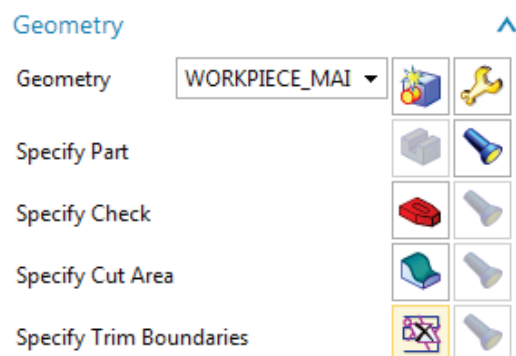 Geometry
Geometry WORKPIECE_MAI
Specify Part
Specify Check
Specify Cut Area
Specify Trim Boundaries